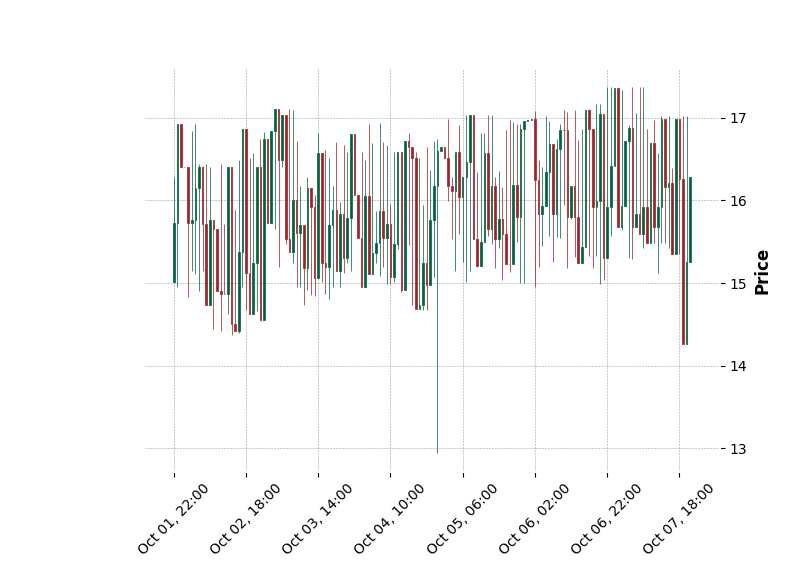 17
16
15
14
13
Price
Oct 01, 22:00
Oct 02, 18:00
Oct 03, 14:00
Oct 04, 10:00
Oct 05, 06:00
Oct 06, 02:00
Oct 06, 22:00
Oct 07, 18:00